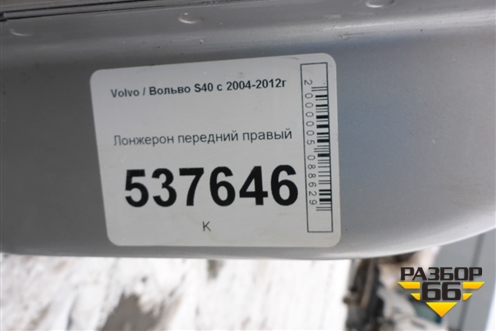 Volvo / Вольво S40 с 2004-2012г
Лонжерон передний правый
537646
К
2000005088629
РАЗБОР
66